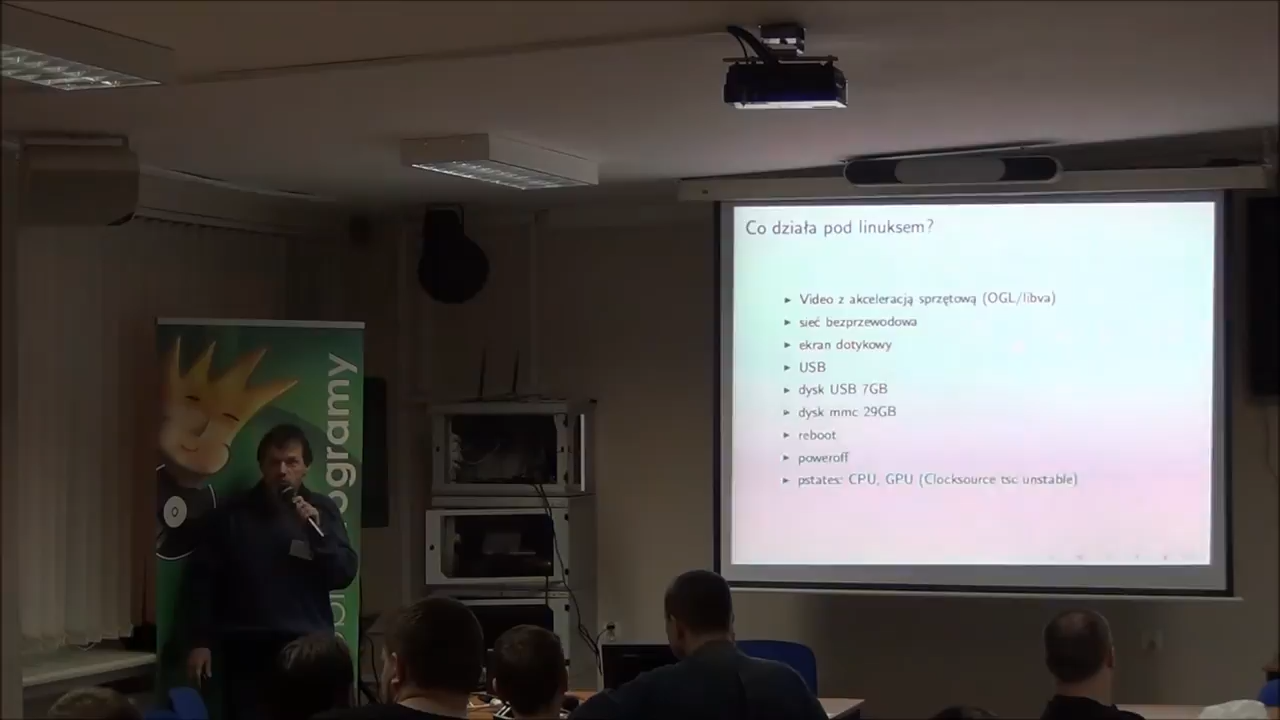 Co działa pod linuksem?
▸ Video z akceleracją sprzętową (OGL/libva)
▸ sieć bezprzewodowa
▸ ekran dotykowy
▸ USB
▸ dysk USB 7GB
▸ dysk mmc 29GB
▸ reboot
▸ poweroff
▸ pstates: CPU, GPU (Clocksource tsc unstable)
ogramy